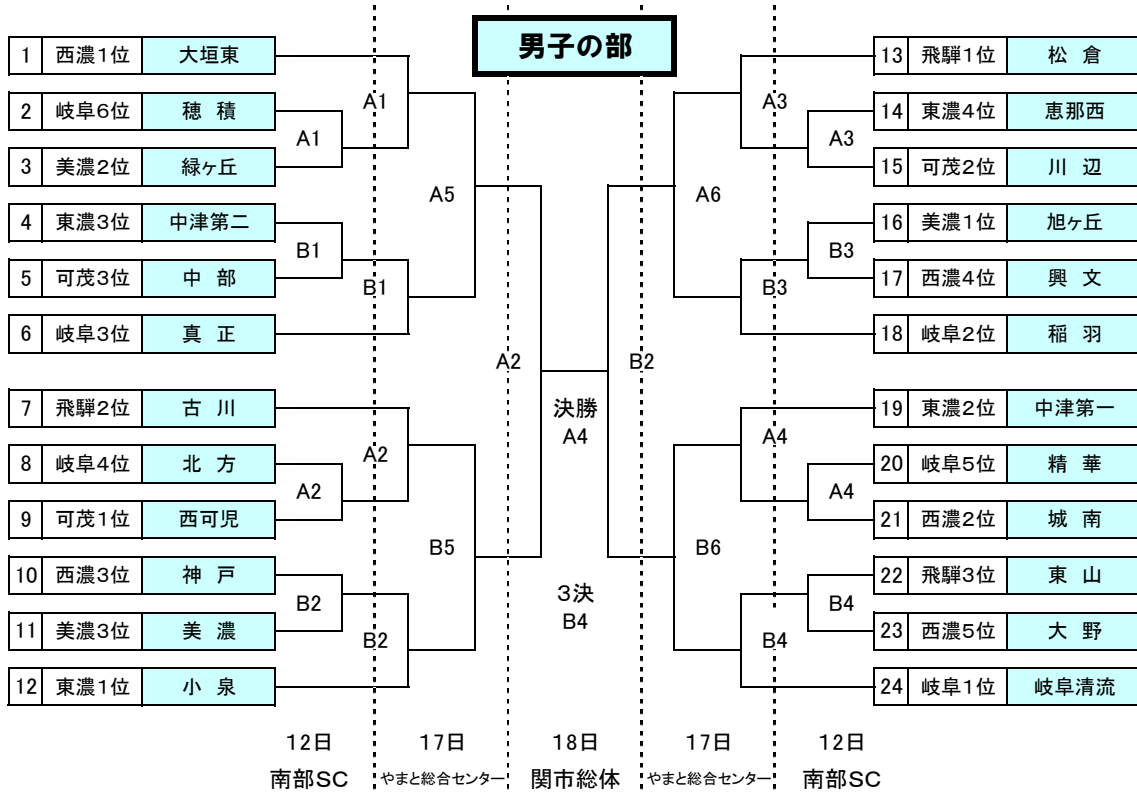 男子の部
1 西濃1位 大垣東
2 岐阜6位 穂積
3 美濃2位 緑ヶ丘
4 東濃3位 中津第二
5 可茂3位 中部
6 岐阜3位 真正
7 飛騨2位 古川
8 岐阜4位 北方
9 可茂1位 西可児
10 西濃3位 神戸
11 美濃3位 美濃
12 東濃1位 小泉
A1
A1
B1
B1
A5
A2
A2
A2
B2
B2
B5
決勝
A4
3決
B4
13 飛騨1位 松倉
14 東濃4位 恵那西
15 可茂2位 川辺
16 美濃1位 旭ヶ丘
17 西濃4位 興文
18 岐阜2位 稲羽
19 東濃2位 中津第一
20 岐阜5位 精華
21 西濃2位 城南
22 飛騨3位 東山
23 西濃5位 大野
24 岐阜1位 岐阜清流
A3
A3
A6
B3
B3
B2
A4
A4
B6
B4
B4
12日 17日 18日 17日 12日
南部SC やまと総合センター 関市総体 やまと総合センター 南部SC